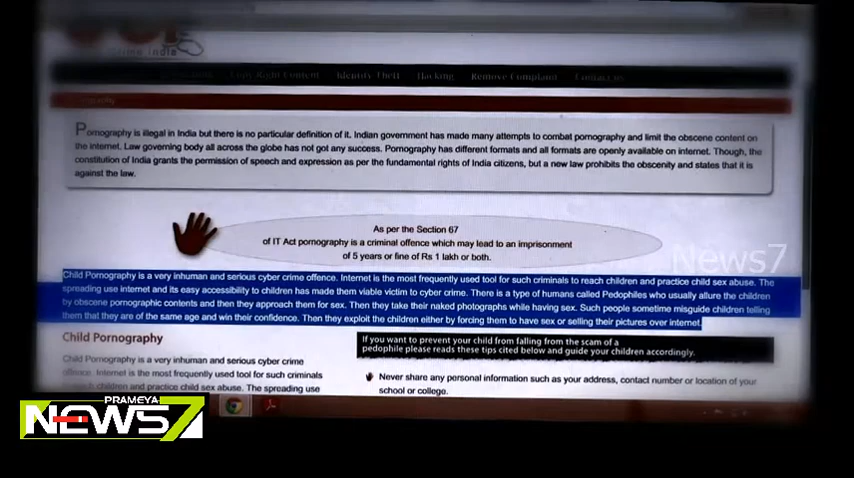 Crime India
Copy Right Content Identity Theft Hacking Remove Complaint Contact us
Pornography is illegal in India but there is no particular definition of it. Indian government has made many attempts to combat pornography and limit the obscene content on
the internet. Law governing body all across the globe has not got any success. Pornography has different formats and all formats are openly available on internet. Though, the
constitution of India grants the permission of speech and expression as per the fundamental rights of India citizens, but a new law prohibits the obscenity and states that it is
against the law.
As per the Section 67
of IT Act pornography is a criminal offence which may lead to an imprisonment
of 5 years or fine of Rs 1 lakh or both.
News7
Child Pornography is a very inhuman and serious cyber crime offence. Internet is the most frequently used tool for such criminals to reach children and practice child sex abuse. The
spreading use internet and its easy accessibility to children has made them viable victim to cyber crime. There is a type of humans called Pedophiles who usually allure the children
by obscene pornographic contents and then they approach them for sex. Then they take their naked photographs while having sex. Such people sometime misguide children telling
them that they are of the same age and win their confidence. Then they exploit the children either by forcing them to have sex or selling their pictures over internet.
Child Pornography
If you want to prevent your child from falling from the scam of a
pedophile please reads these tips cited below and guide your children accordingly.
Child Pornography is a very inhuman and serious cyber crime
offence. Internet is the most frequently used tool for such criminals
to reach children and practice child sex abuse. The spreading use
Never share any personal information such as your address, contact number or location of your
school or college.
PRAMEYA
NEWS7